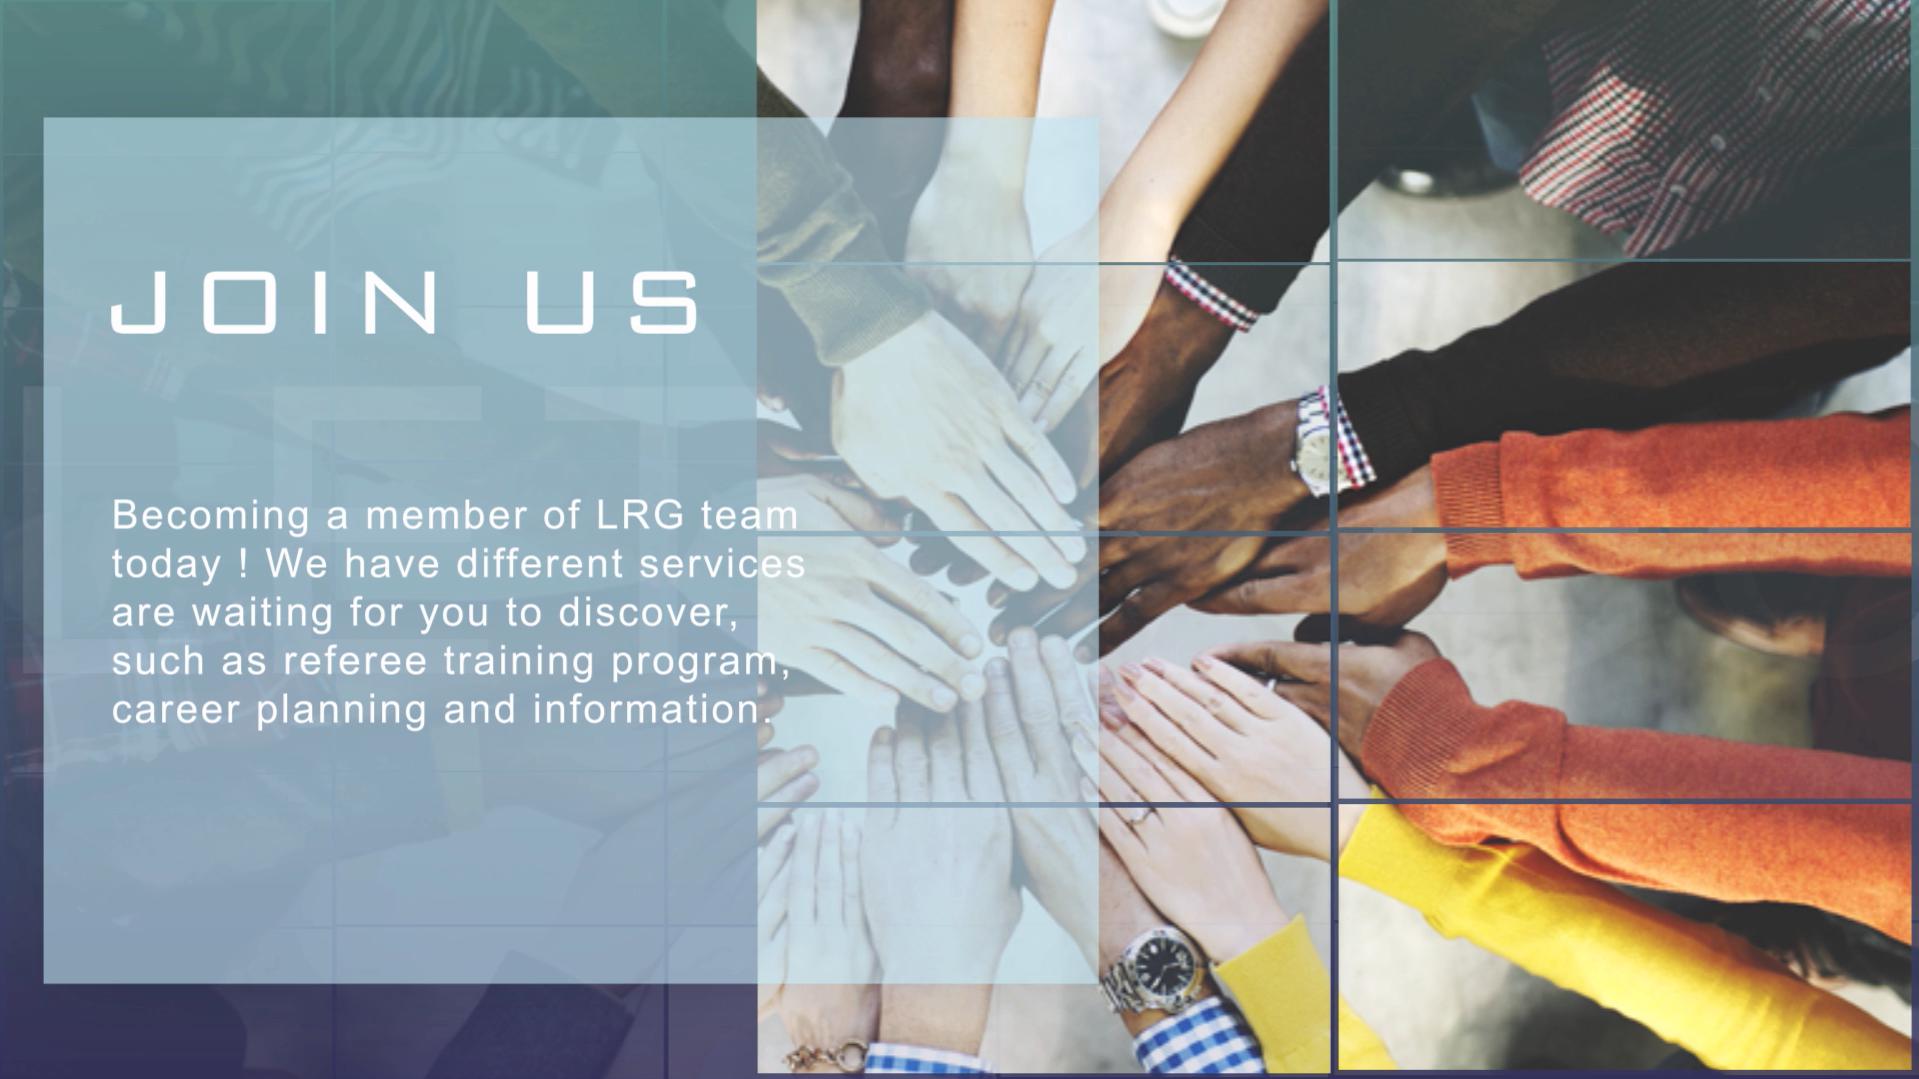 JOIN US
Becoming a member of LRG team
today ! We have different services
are waiting for you to discover,
such as referee training program,
career planning and information.